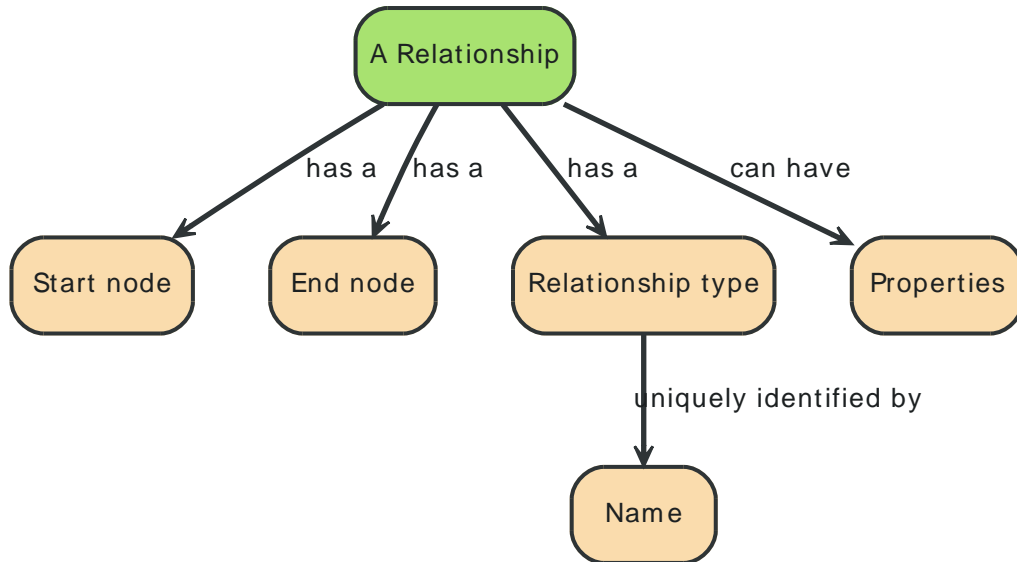 A Relationship
has a
has a
has a
can have
Start node
End node
Relationship type
Properties
uniquely identified by
Name